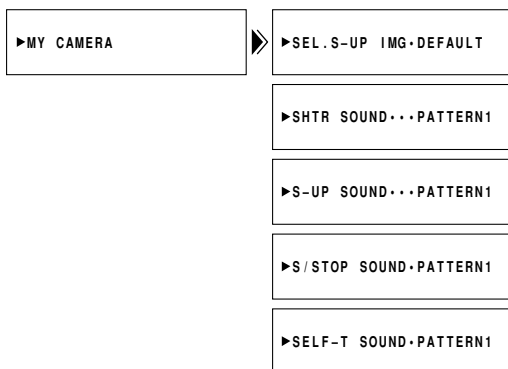 ►MY CAMERA
►SEL.S-UP IMG•DEFAULT
►SHTR SOUND•••PATTERN1
►S-UP SOUND•••PATTERN1
►S/STOP SOUND•PATTERN1
►SELF-T SOUND•PATTERN1